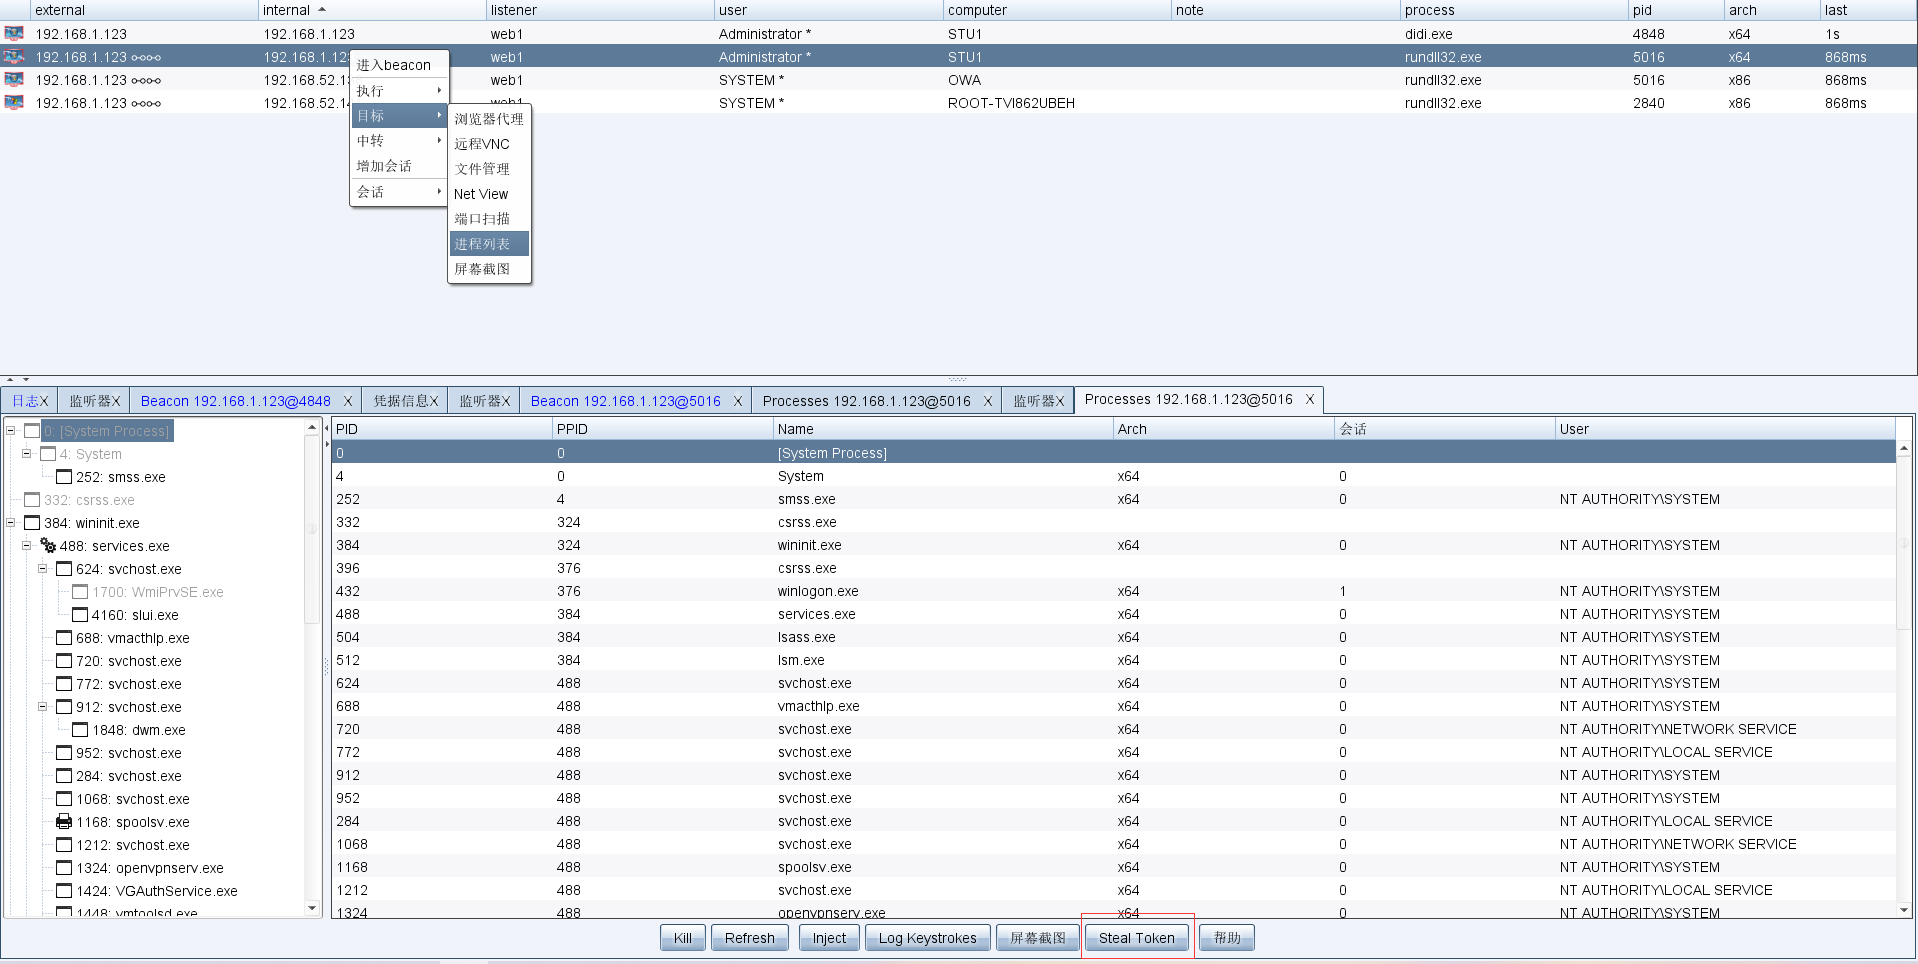 external internal listener user computer note process pid arch last
192.168.1.123 192.168.1.123 web1 Administrator * STU1 didi.exe 4848 x64 1s
192.168.1.123 192.168.1.12 web1 Administrator * STU1 rundll32.exe 5016 x64 868ms
192.168.1.123 192.168.52.13 web1 SYSTEM * OWA rundll32.exe 5016 x86 868ms
192.168.1.123 192.168.52.14 web1 SYSTEM * ROOT-TVI862UBEH rundll32.exe 2840 x86 868ms
进入beacon
执行
目标
中转
增加会话
会话
浏览器代理
远程VNC
文件管理
Net View
端口扫描
进程列表
屏幕截图
日志X 监听器X Beacon 192.168.1.123@4848 X 凭据信息X 监听器X Beacon 192.168.1.123@5016 X Processes 192.168.1.123@5016 X 监听器X Processes 192.168.1.123@5016 X
0: [System Process]
4: System
252: smss.exe
332: csrss.exe
384: wininit.exe
488: services.exe
624: svchost.exe
1700: WmiPrvSE.exe
4160: slui.exe
688: vmacthlp.exe
720: svchost.exe
772: svchost.exe
912: svchost.exe
1848: dwm.exe
952: svchost.exe
284: svchost.exe
1068: svchost.exe
1168: spoolsv.exe
1212: svchost.exe
1324: openvpnserv.exe
1424: VGAuthService.exe
1448: vmtoolsd.exe
PID PPID Name Arch 会话 User
0 0 [System Process]
4 0 System x64 0
252 4 smss.exe x64 0 NT AUTHORITY\SYSTEM
332 324 csrss.exe
384 324 wininit.exe x64 0 NT AUTHORITY\SYSTEM
396 376 csrss.exe
432 376 winlogon.exe x64 1 NT AUTHORITY\SYSTEM
488 384 services.exe x64 0 NT AUTHORITY\SYSTEM
504 384 lsass.exe x64 0 NT AUTHORITY\SYSTEM
512 384 lsm.exe x64 0 NT AUTHORITY\SYSTEM
624 488 svchost.exe x64 0 NT AUTHORITY\SYSTEM
688 488 vmacthlp.exe x64 0 NT AUTHORITY\SYSTEM
720 488 svchost.exe x64 0 NT AUTHORITY\NETWORK SERVICE
772 488 svchost.exe x64 0 NT AUTHORITY\LOCAL SERVICE
912 488 svchost.exe x64 0 NT AUTHORITY\SYSTEM
952 488 svchost.exe x64 0 NT AUTHORITY\SYSTEM
284 488 svchost.exe x64 0 NT AUTHORITY\LOCAL SERVICE
1068 488 svchost.exe x64 0 NT AUTHORITY\NETWORK SERVICE
1168 488 spoolsv.exe x64 0 NT AUTHORITY\SYSTEM
1212 488 svchost.exe x64 0 NT AUTHORITY\LOCAL SERVICE
1324 488 openvpnserv.exe x64 0 NT AUTHORITY\SYSTEM
Kill Refresh Inject Log Keystrokes 屏幕截图 Steal Token 帮助